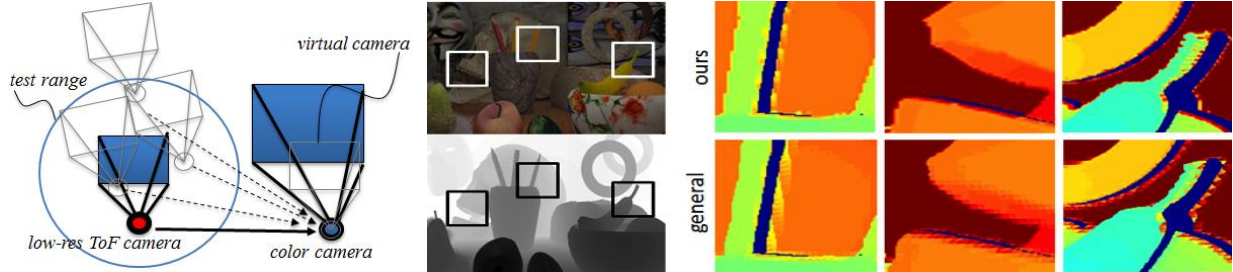 virtual camera
test range
low-res ToF camera
color camera
ours
general